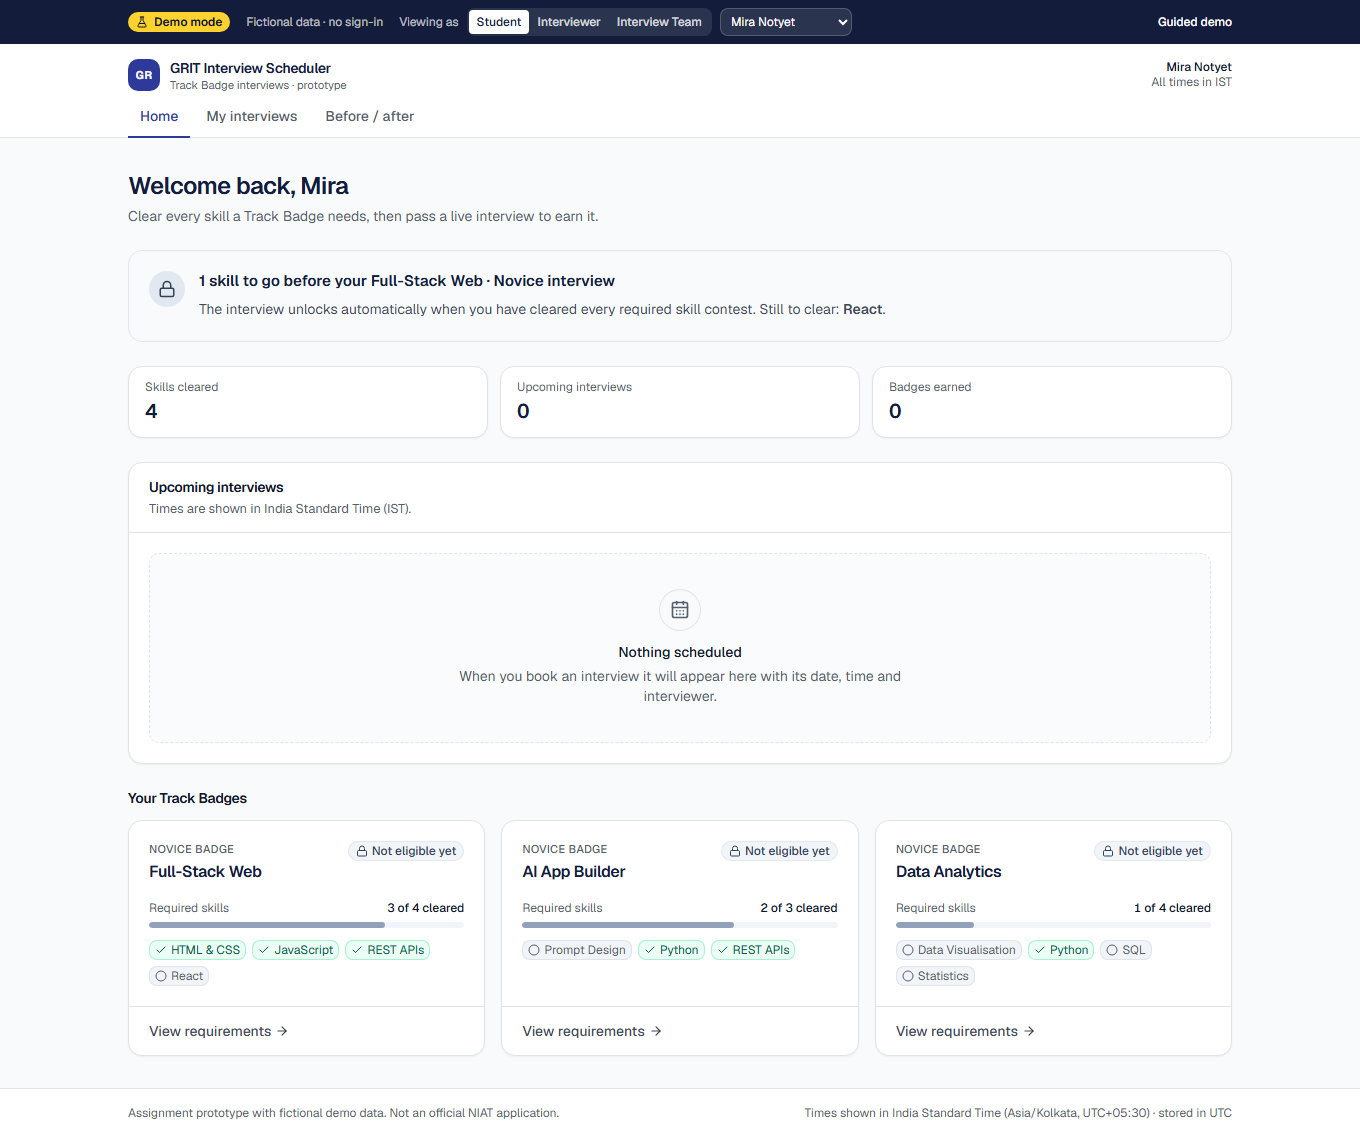 Demo mode Fictional data · no sign-in Viewing as Student Interviewer Interview Team Mira Notyet Guided demo
GR
GRIT Interview Scheduler
Track Badge interviews · prototype
Mira Notyet
All times in IST
Home My interviews Before / after
Welcome back, Mira
Clear every skill a Track Badge needs, then pass a live interview to earn it.
1 skill to go before your Full-Stack Web · Novice interview
The interview unlocks automatically when you have cleared every required skill contest. Still to clear: React.
Skills cleared
4
Upcoming interviews
0
Badges earned
0
Upcoming interviews
Times are shown in India Standard Time (IST).
Nothing scheduled
When you book an interview it will appear here with its date, time and
interviewer.
Your Track Badges
NOVICE BADGE Not eligible yet
Full-Stack Web
Required skills 3 of 4 cleared
HTML & CSS JavaScript REST APIs
React
View requirements →
NOVICE BADGE Not eligible yet
AI App Builder
Required skills 2 of 3 cleared
Prompt Design Python REST APIs
View requirements →
NOVICE BADGE Not eligible yet
Data Analytics
Required skills 1 of 4 cleared
Data Visualisation Python SQL
Statistics
View requirements →
Assignment prototype with fictional demo data. Not an official NIAT application.
Times shown in India Standard Time (Asia/Kolkata, UTC+05:30) · stored in UTC